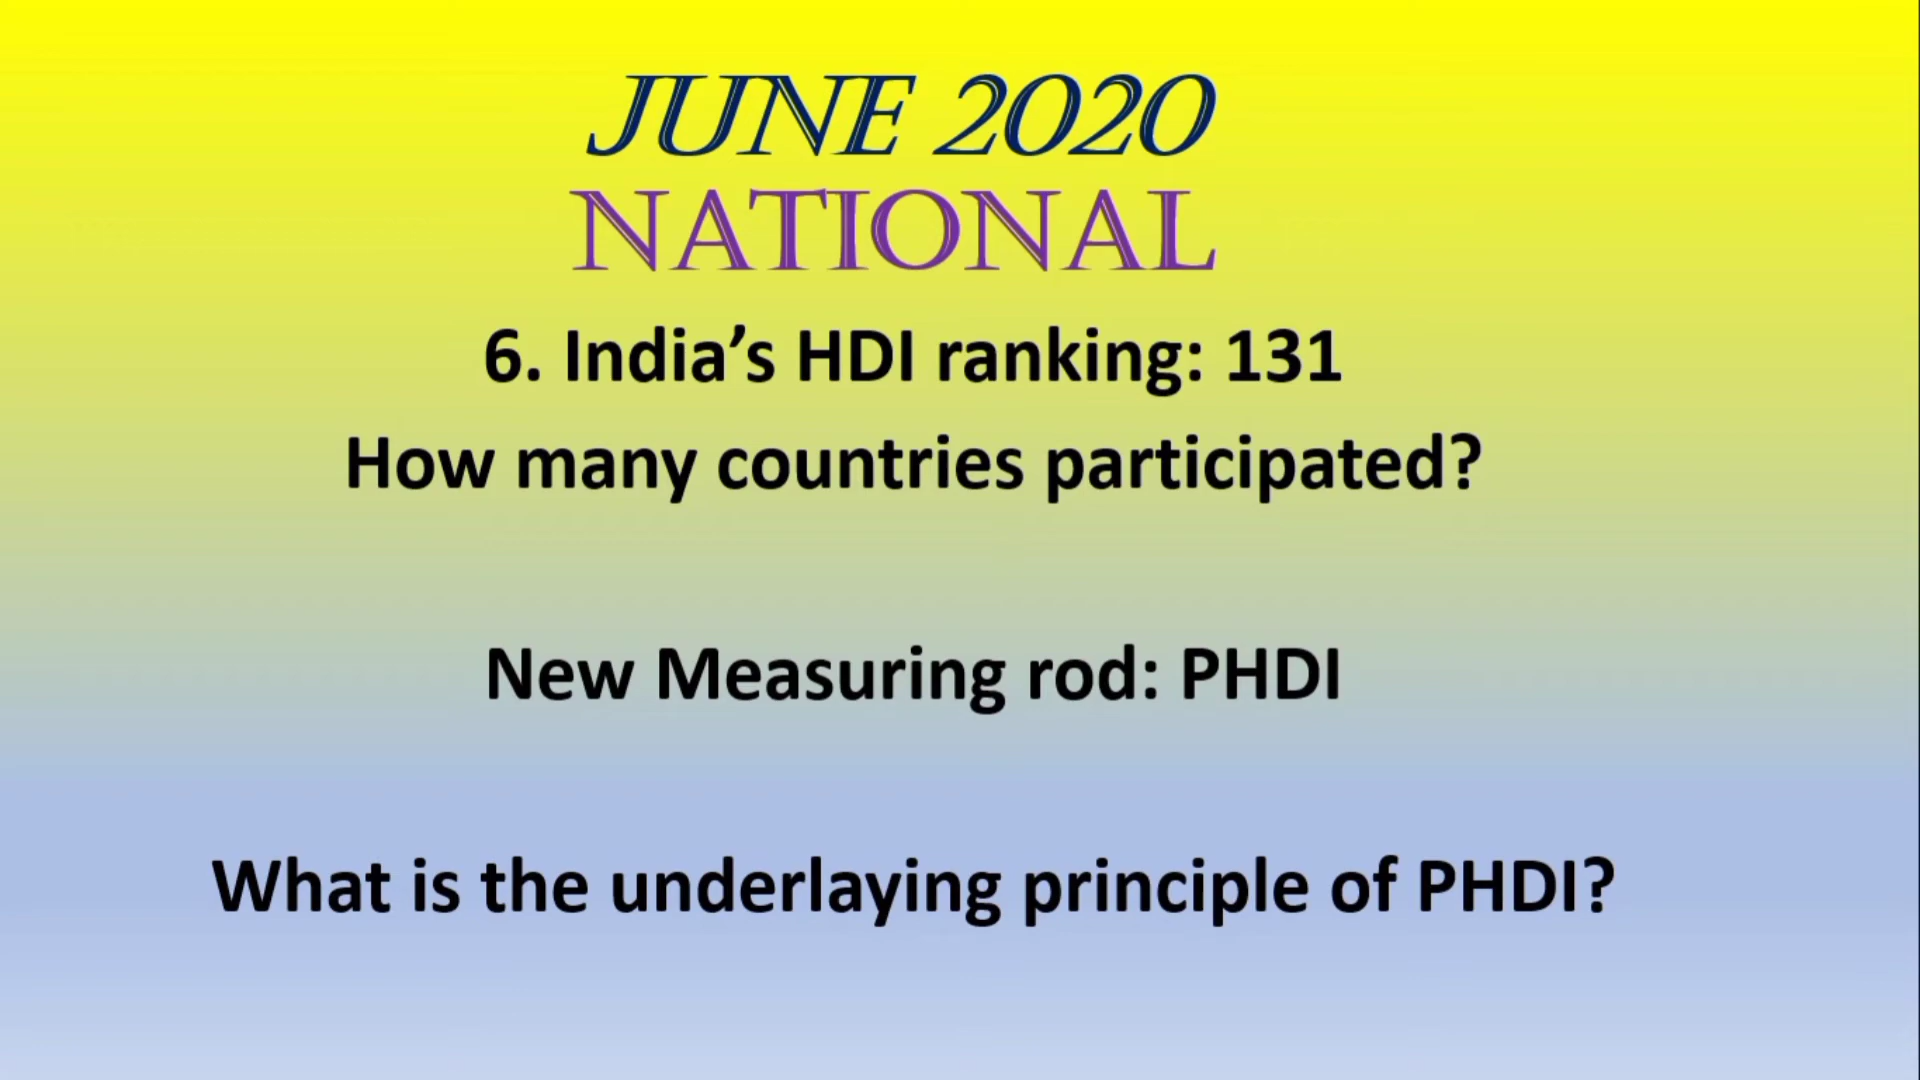 JUNE 2020
NATIONAL
6. India’s HDI ranking: 131
How many countries participated?
New Measuring rod: PHDI
What is the underlaying principle of PHDI?